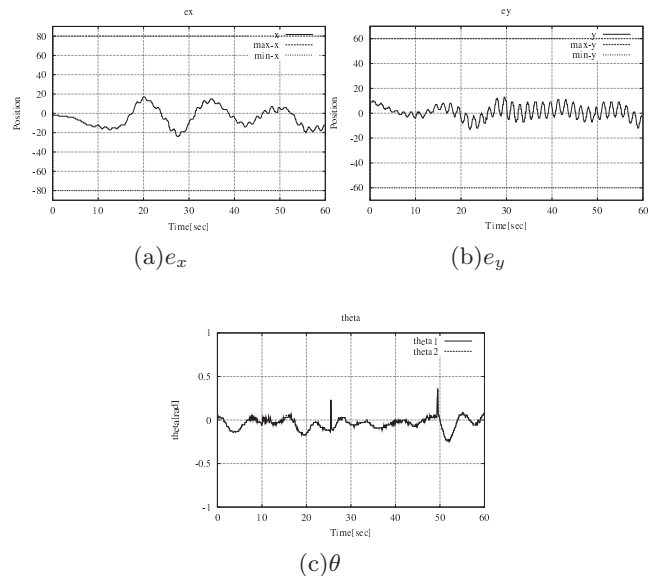 ex
x
max-x
min-x
80
60
40
20
0
-20
-40
-60
-80
Position
0 10 20 30 40 50 60
Time[sec]
(a)e_x
ey
y
max-y
min-y
60
40
20
0
-20
-40
-60
Position
0 10 20 30 40 50 60
Time[sec]
(b)e_y
theta
theta1
theta2
1
0.5
0
-0.5
-1
theta[rad]
0 10 20 30 40 50 60
Time[sec]
(c)θ